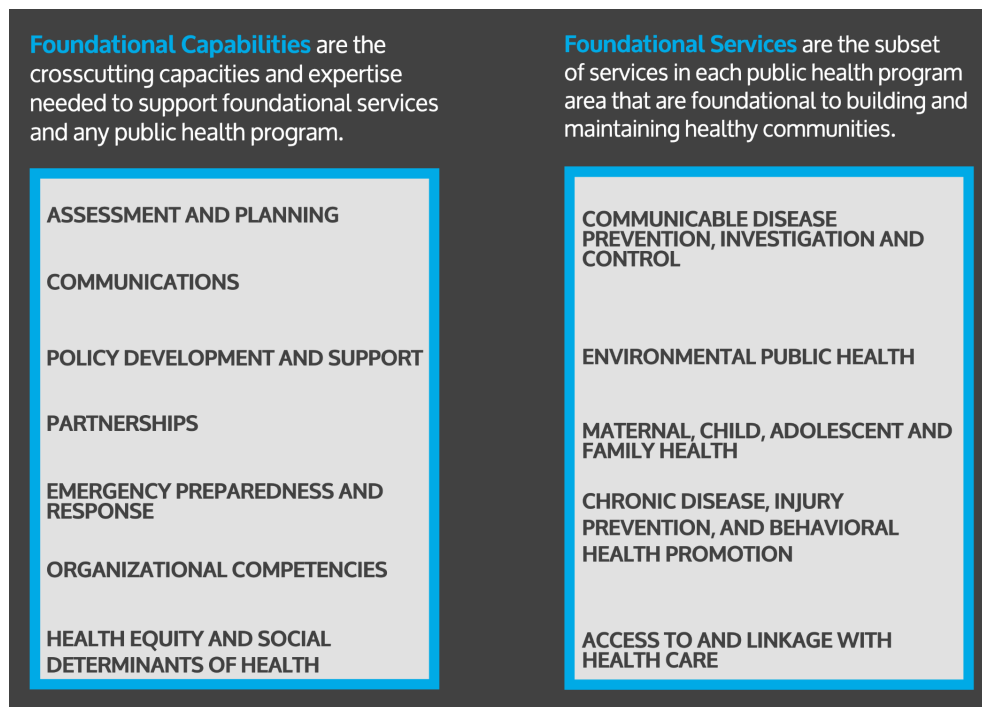 Foundational Capabilities are the
crosscutting capacities and expertise
needed to support foundational services
and any public health program.
ASSESSMENT AND PLANNING
COMMUNICATIONS
POLICY DEVELOPMENT AND SUPPORT
PARTNERSHIPS
EMERGENCY PREPAREDNESS AND
RESPONSE
ORGANIZATIONAL COMPETENCIES
HEALTH EQUITY AND SOCIAL
DETERMINANTS OF HEALTH
Foundational Services are the subset
of services in each public health program
area that are foundational to building and
maintaining healthy communities.
COMMUNICABLE DISEASE
PREVENTION, INVESTIGATION AND
CONTROL
ENVIRONMENTAL PUBLIC HEALTH
MATERNAL, CHILD, ADOLESCENT AND
FAMILY HEALTH
CHRONIC DISEASE, INJURY
PREVENTION, AND BEHAVIORAL
HEALTH PROMOTION
ACCESS TO AND LINKAGE WITH
HEALTH CARE